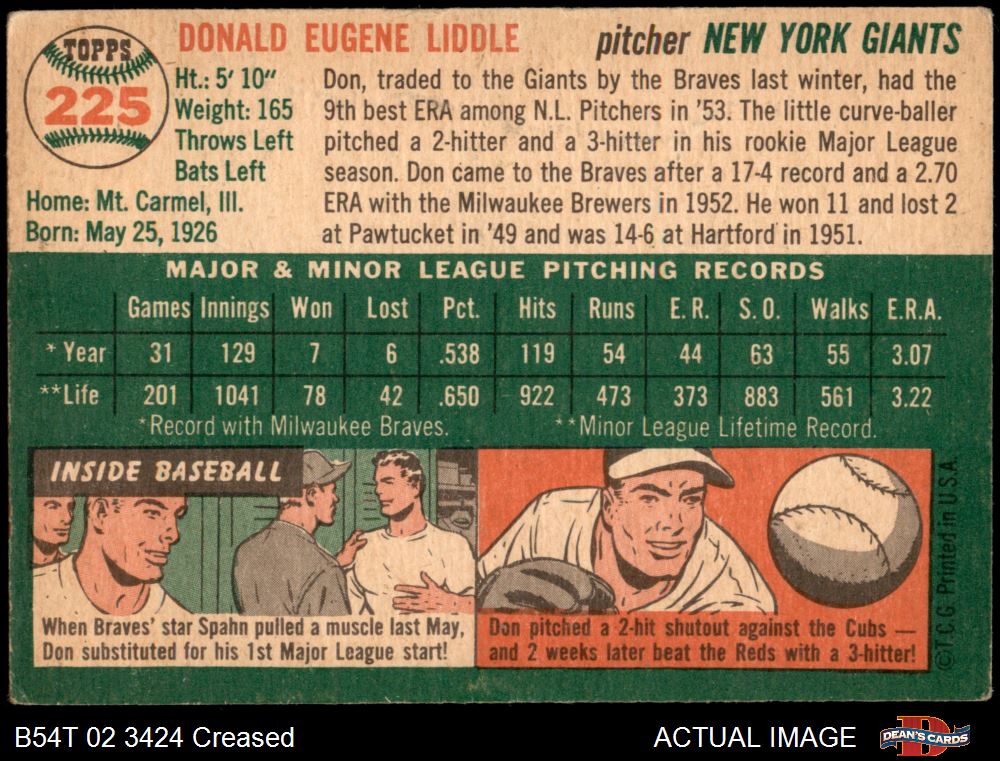 TOPPS
225
DONALD EUGENE LIDDLE
pitcher NEW YORK GIANTS
Ht.: 5' 10"
Weight: 165
Throws Left
Bats Left
Home: Mt. Carmel, Ill.
Born: May 25, 1926
Don, traded to the Giants by the Braves last winter, had the
9th best ERA among N.L. Pitchers in '53. The little curve-baller
pitched a 2-hitter and a 3-hitter in his rookie Major League
season. Don came to the Braves after a 17-4 record and a 2.70
ERA with the Milwaukee Brewers in 1952. He won 11 and lost 2
at Pawtucket in '49 and was 14-6 at Hartford in 1951.
MAJOR & MINOR LEAGUE PITCHING RECORDS
Games Innings Won Lost Pct. Hits Runs E.R. S.O. Walks E.R.A.
* Year 31 129 7 6 .538 119 54 44 63 55 3.07
**Life 201 1041 78 42 .650 922 473 373 883 561 3.22
*Record with Milwaukee Braves. **Minor League Lifetime Record.
INSIDE BASEBALL
When Braves' star Spahn pulled a muscle last May,
Don substituted for his 1st Major League start!
Don pitched a 2-hit shutout against the Cubs —
and 2 weeks later beat the Reds with a 3-hitter!
©T.C.G. Printed in U.S.A.
B54T 02 3424 Creased
ACTUAL IMAGE
DEAN'S CARDS